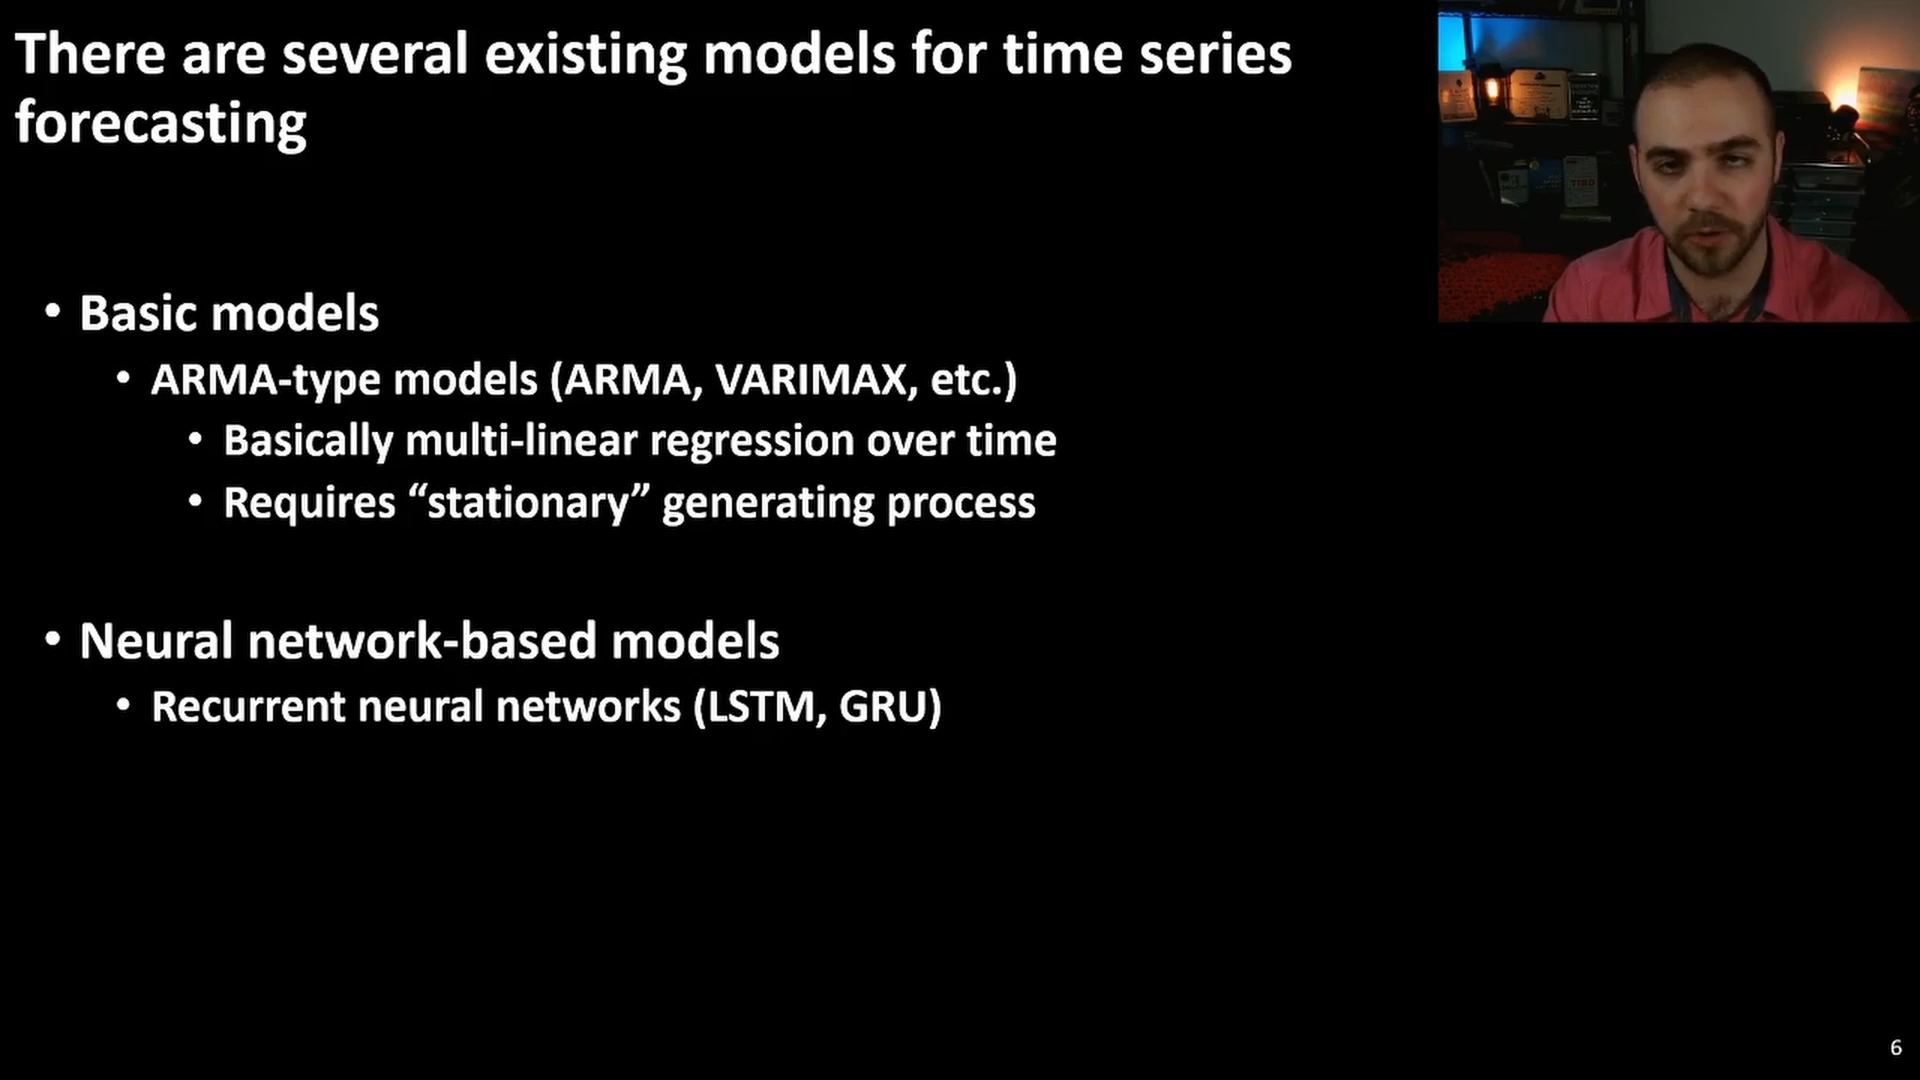 There are several existing models for time series
forecasting
• Basic models
• ARMA-type models (ARMA, VARIMAX, etc.)
• Basically multi-linear regression over time
• Requires “stationary” generating process
• Neural network-based models
• Recurrent neural networks (LSTM, GRU)
6